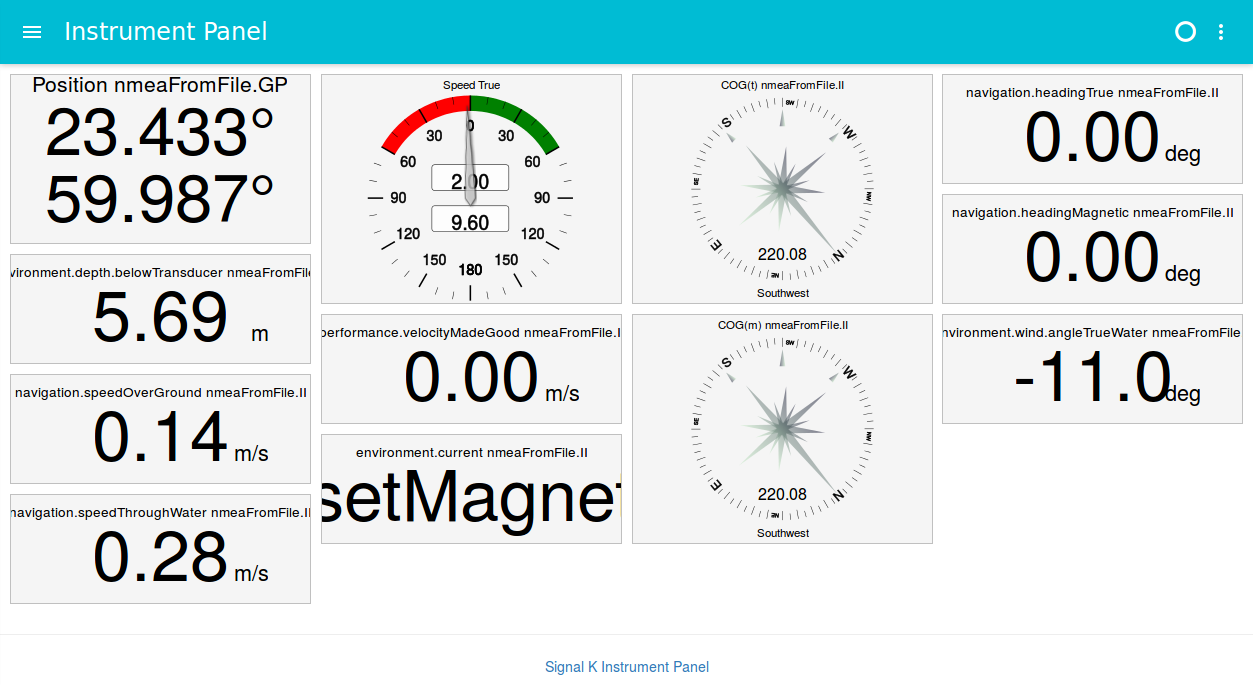 Instrument Panel
Position nmeaFromFile.GP
23.433°
59.987°
vironment.depth.belowTransducer nmeaFromFil
5.69 m
navigation.speedOverGround nmeaFromFile.II
0.14 m/s
navigation.speedThroughWater nmeaFromFile.II
0.28 m/s
Speed True
0
30 30
60 60
2.00
90 90
9.60
120 120
150 150
180
performance.velocityMadeGood nmeaFromFile.I
0.00 m/s
environment.current nmeaFromFile.II
setMagnet
COG(t) nmeaFromFile.II
SW
S W
SE NW
E N
220.08
NE
Southwest
COG(m) nmeaFromFile.II
SW
S W
SE NW
E N
220.08
NE
Southwest
navigation.headingTrue nmeaFromFile.II
0.00 deg
navigation.headingMagnetic nmeaFromFile.II
0.00 deg
nvironment.wind.angleTrueWater nmeaFromFile
-11.0 deg
Signal K Instrument Panel